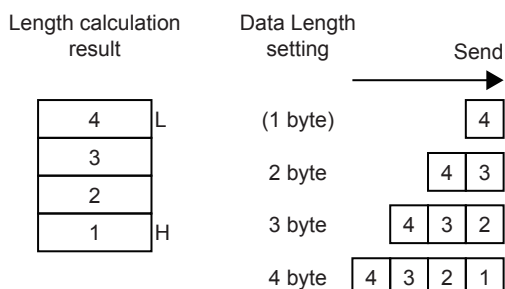 Length calculation
result
Data Length
setting
Send
4 L
3
2
1 H
(1 byte) 4
2 byte 4 3
3 byte 4 3 2
4 byte 4 3 2 1